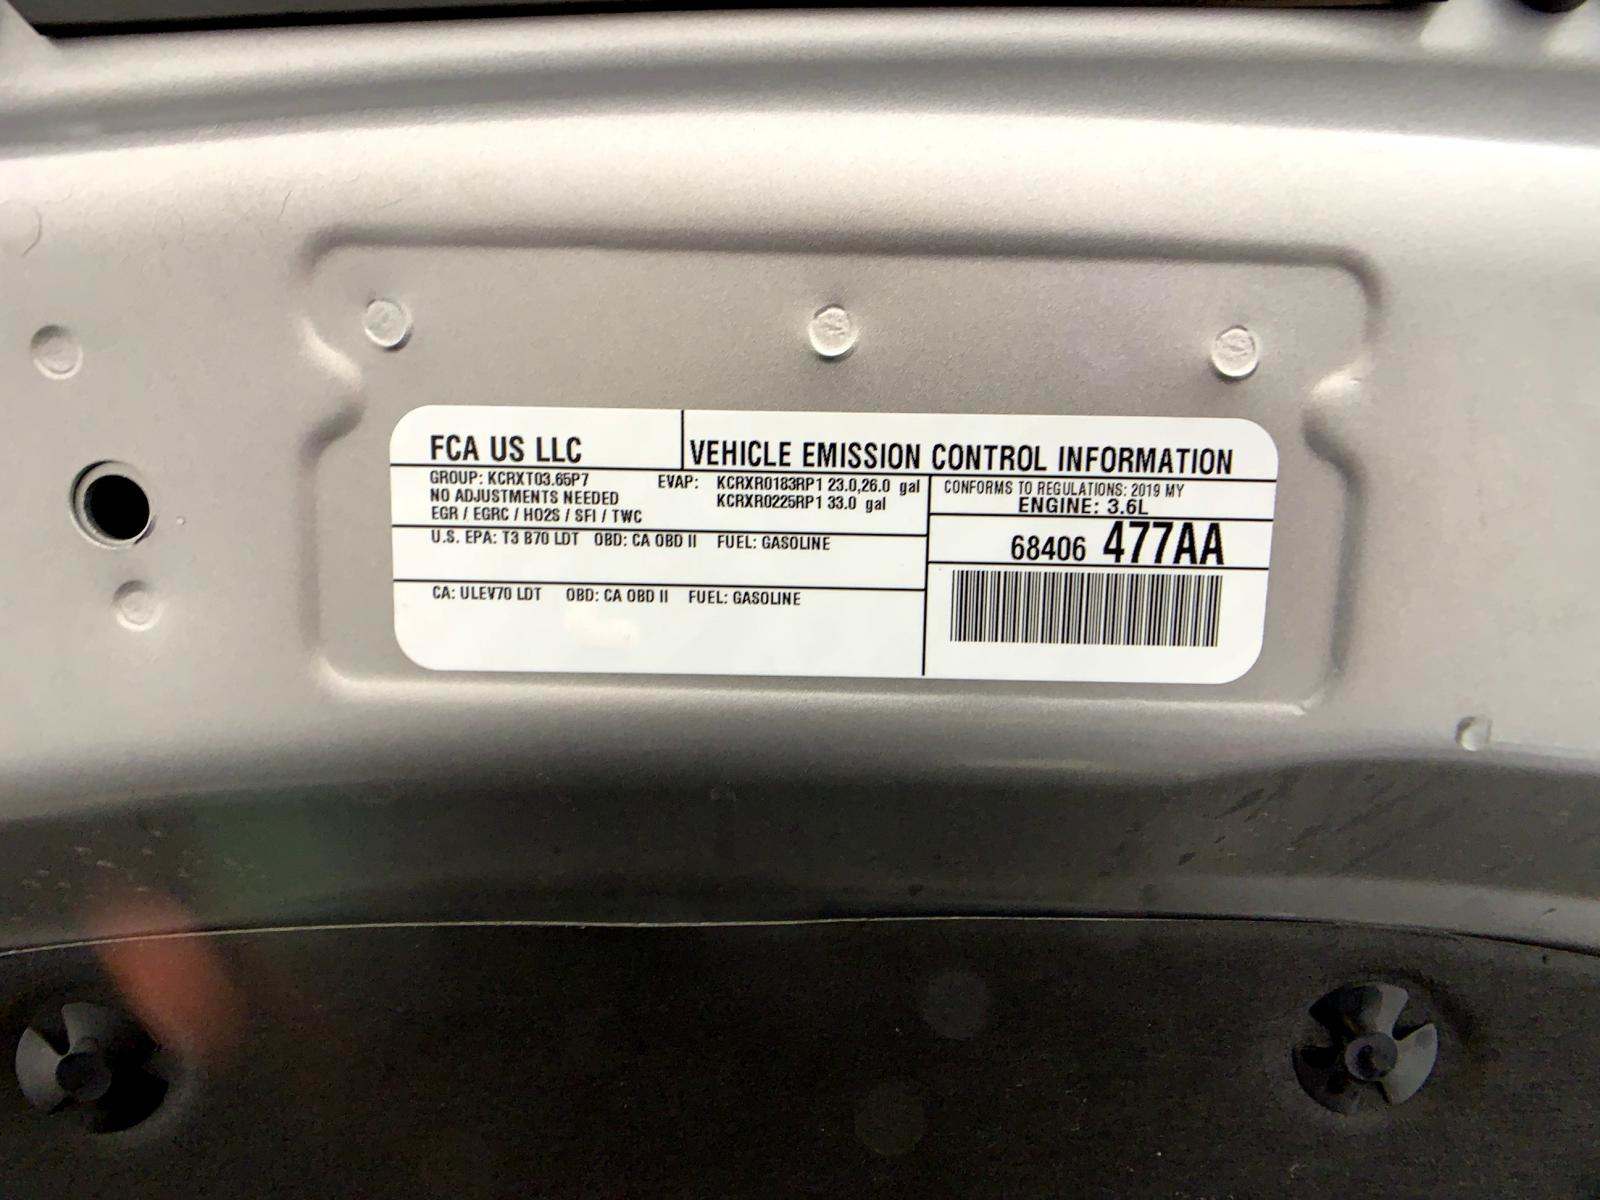 FCA US LLC
VEHICLE EMISSION CONTROL INFORMATION
GROUP: KCRXT03.65P7
NO ADJUSTMENTS NEEDED
EGR / EGRC / HO2S / SFI / TWC
EVAP: KCRXR0183RP1 23.0,26.0 gal
KCRXR0225RP1 33.0 gal
CONFORMS TO REGULATIONS: 2019 MY
ENGINE: 3.6L
68406 477AA
U.S. EPA: T3 B70 LDT OBD: CA OBD II FUEL: GASOLINE
CA: ULEV70 LDT OBD: CA OBD II FUEL: GASOLINE